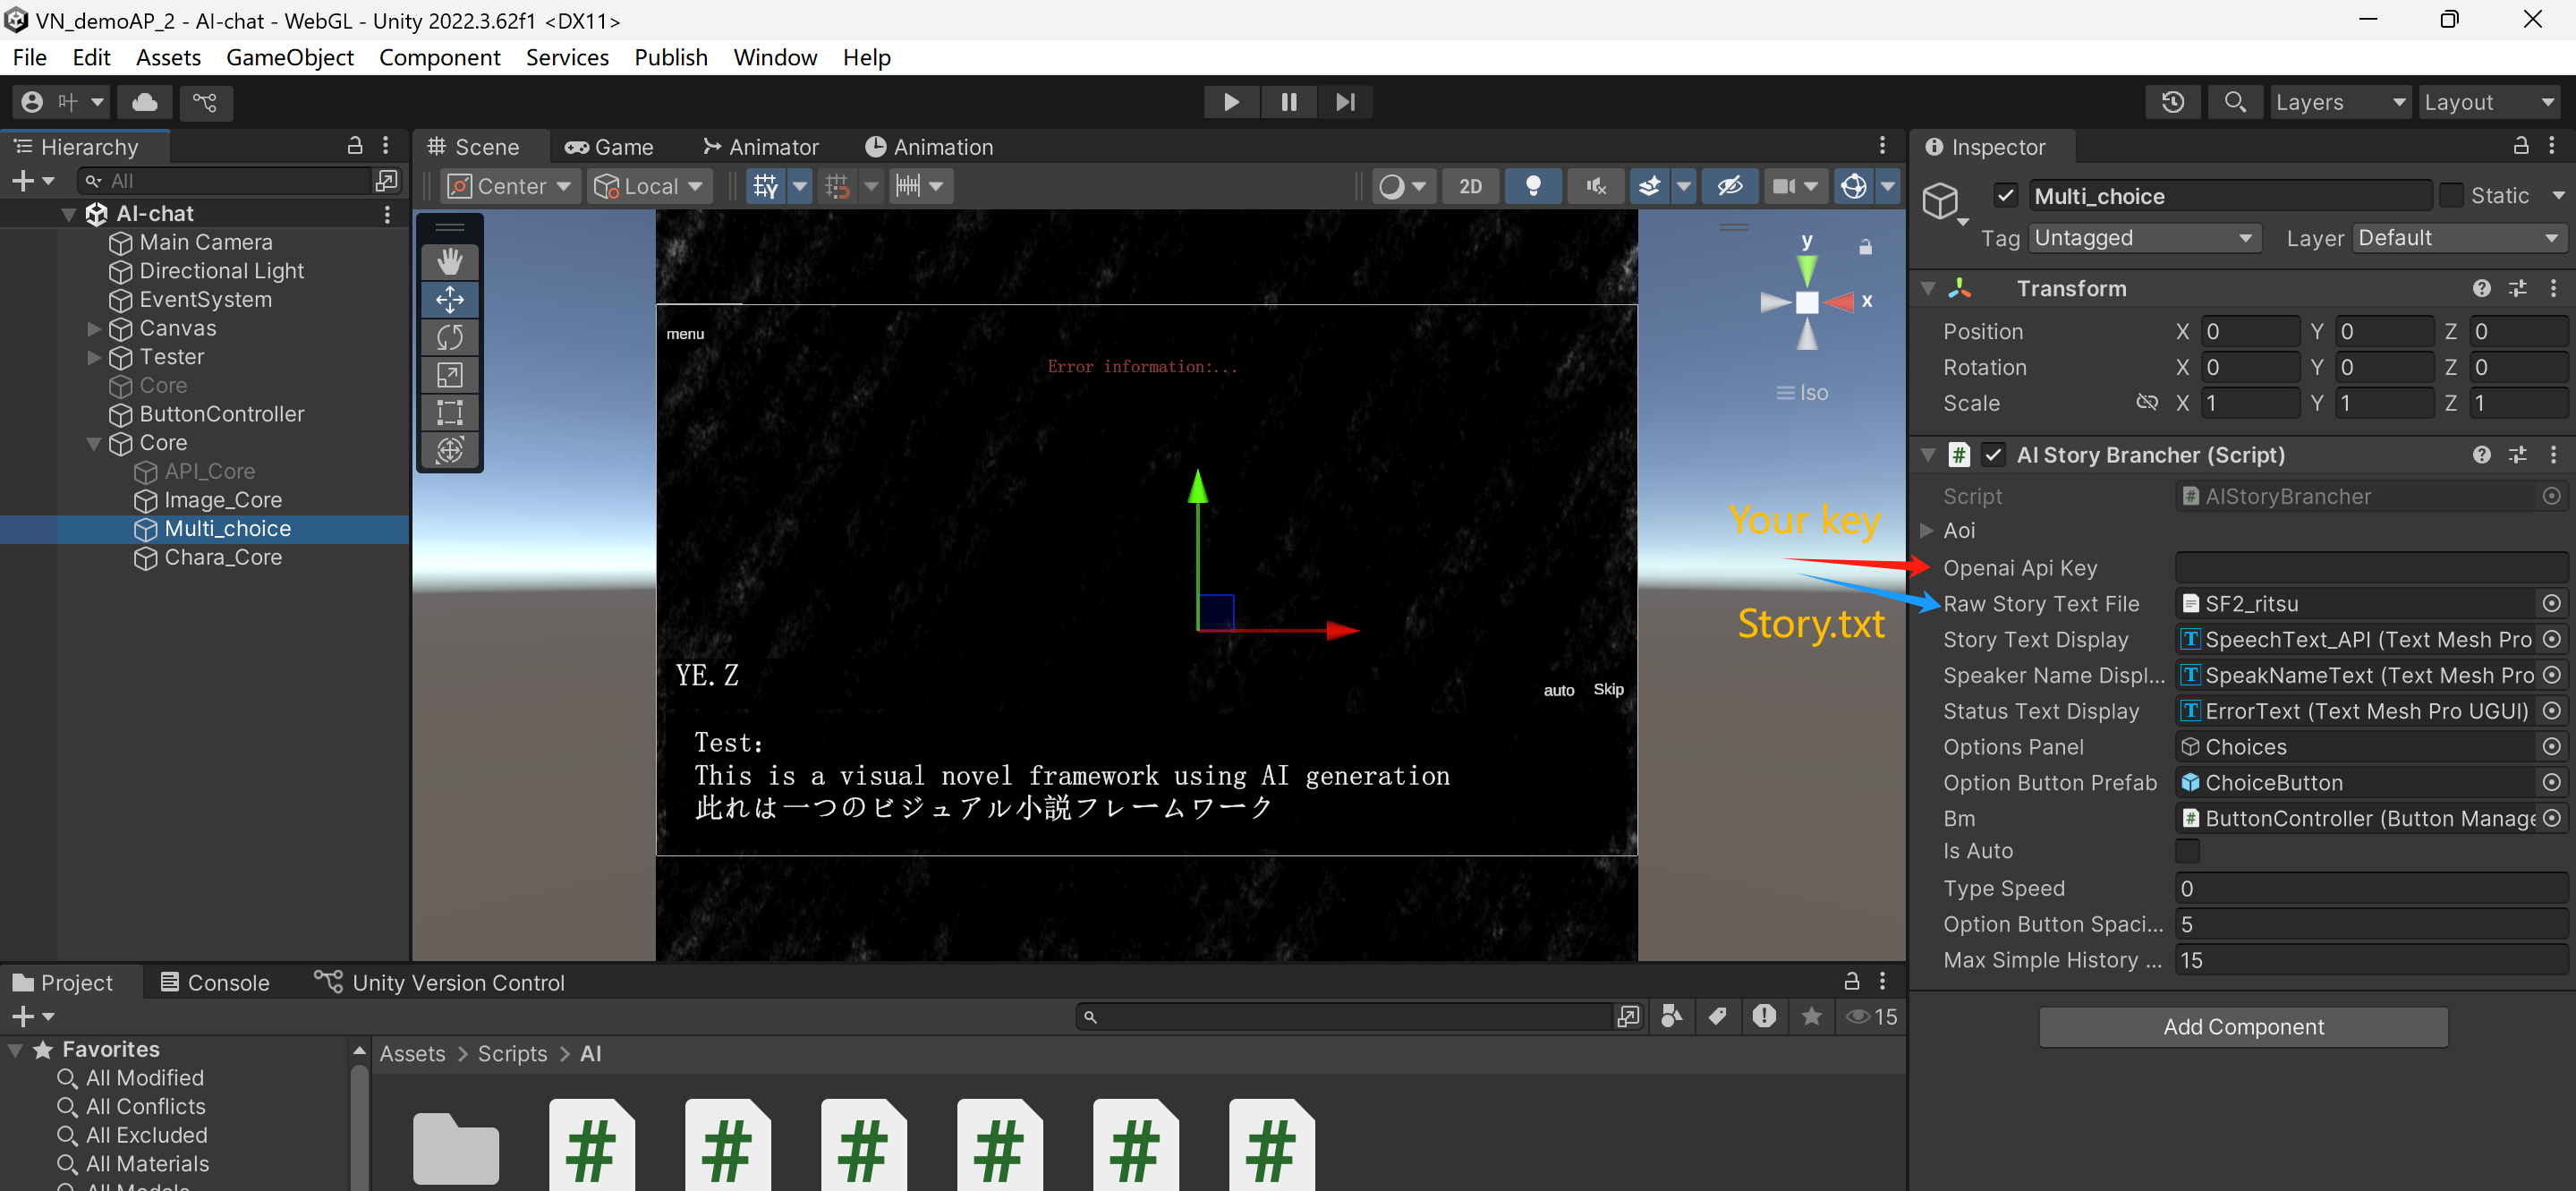 VN_demoAP_2 - AI-chat - WebGL - Unity 2022.3.62f1 <DX11>
File Edit Assets GameObject Component Services Publish Window Help
叶
Layers
Layout
Hierarchy
All
AI-chat
Main Camera
Directional Light
EventSystem
Canvas
Tester
Core
ButtonController
Core
API_Core
Image_Core
Multi_choice
Chara_Core
Scene
Game
Animator
Animation
Center
Local
2D
y
x
Iso
menu
Error information:...
YE.Z
auto
Skip
Test:
This is a visual novel framework using AI generation
此れは一つのビジュアル小説フレームワーク
Your key
Story.txt
Inspector
Multi_choice
Static
Tag Untagged
Layer Default
Transform
Position X 0 Y 0 Z 0
Rotation X 0 Y 0 Z 0
Scale X 1 Y 1 Z 1
# AI Story Brancher (Script)
Script # AIStoryBrancher
Aoi
Openai Api Key
Raw Story Text File SF2_ritsu
Story Text Display T SpeechText_API (Text Mesh Pro
Speaker Name Displ... T SpeakNameText (Text Mesh Pro
Status Text Display T ErrorText (Text Mesh Pro UGUI)
Options Panel Choices
Option Button Prefab ChoiceButton
Bm # ButtonController (Button Manage
Is Auto
Type Speed 0
Option Button Spaci... 5
Max Simple History ... 15
Add Component
Project
Console
Unity Version Control
15
Favorites
All Modified
All Conflicts
All Excluded
All Materials
All Models
Assets > Scripts > AI
# # # # # #